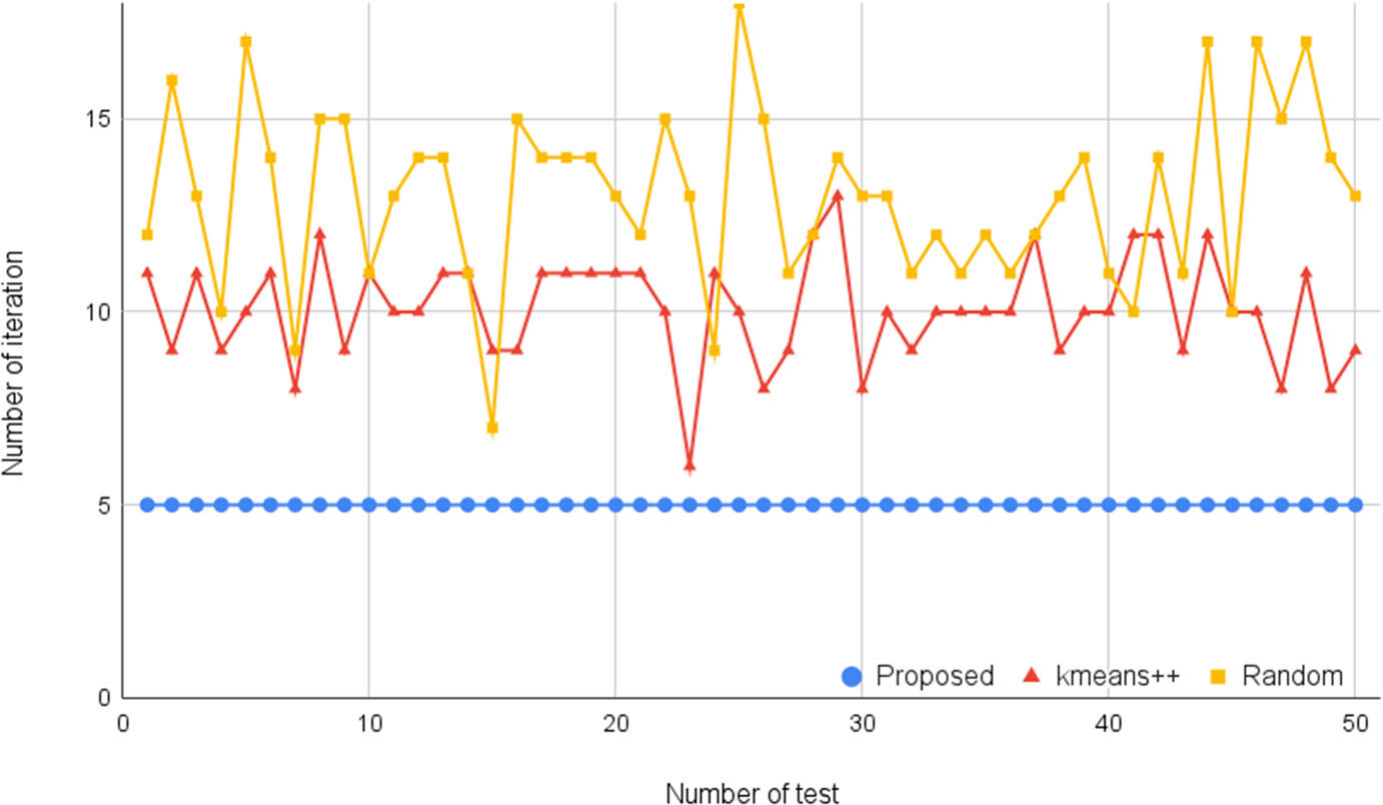 Number of iteration
15
10
5
0
Proposed kmeans++ Random
0 10 20 30 40 50
Number of test